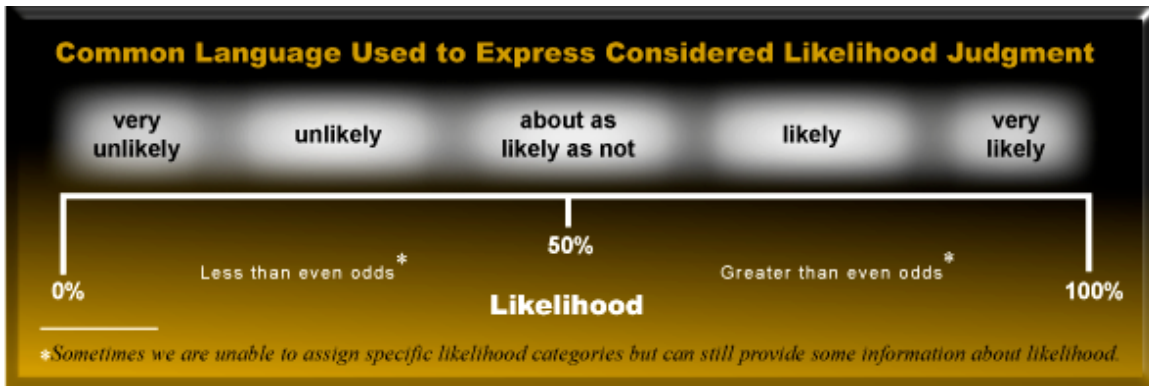 Common Language Used to Express Considered Likelihood Judgment
very
unlikely
unlikely
about as
likely as not
likely
very
likely
0%
50%
100%
Less than even odds*
Greater than even odds*
Likelihood
*Sometimes we are unable to assign specific likelihood categories but can still provide some information about likelihood.